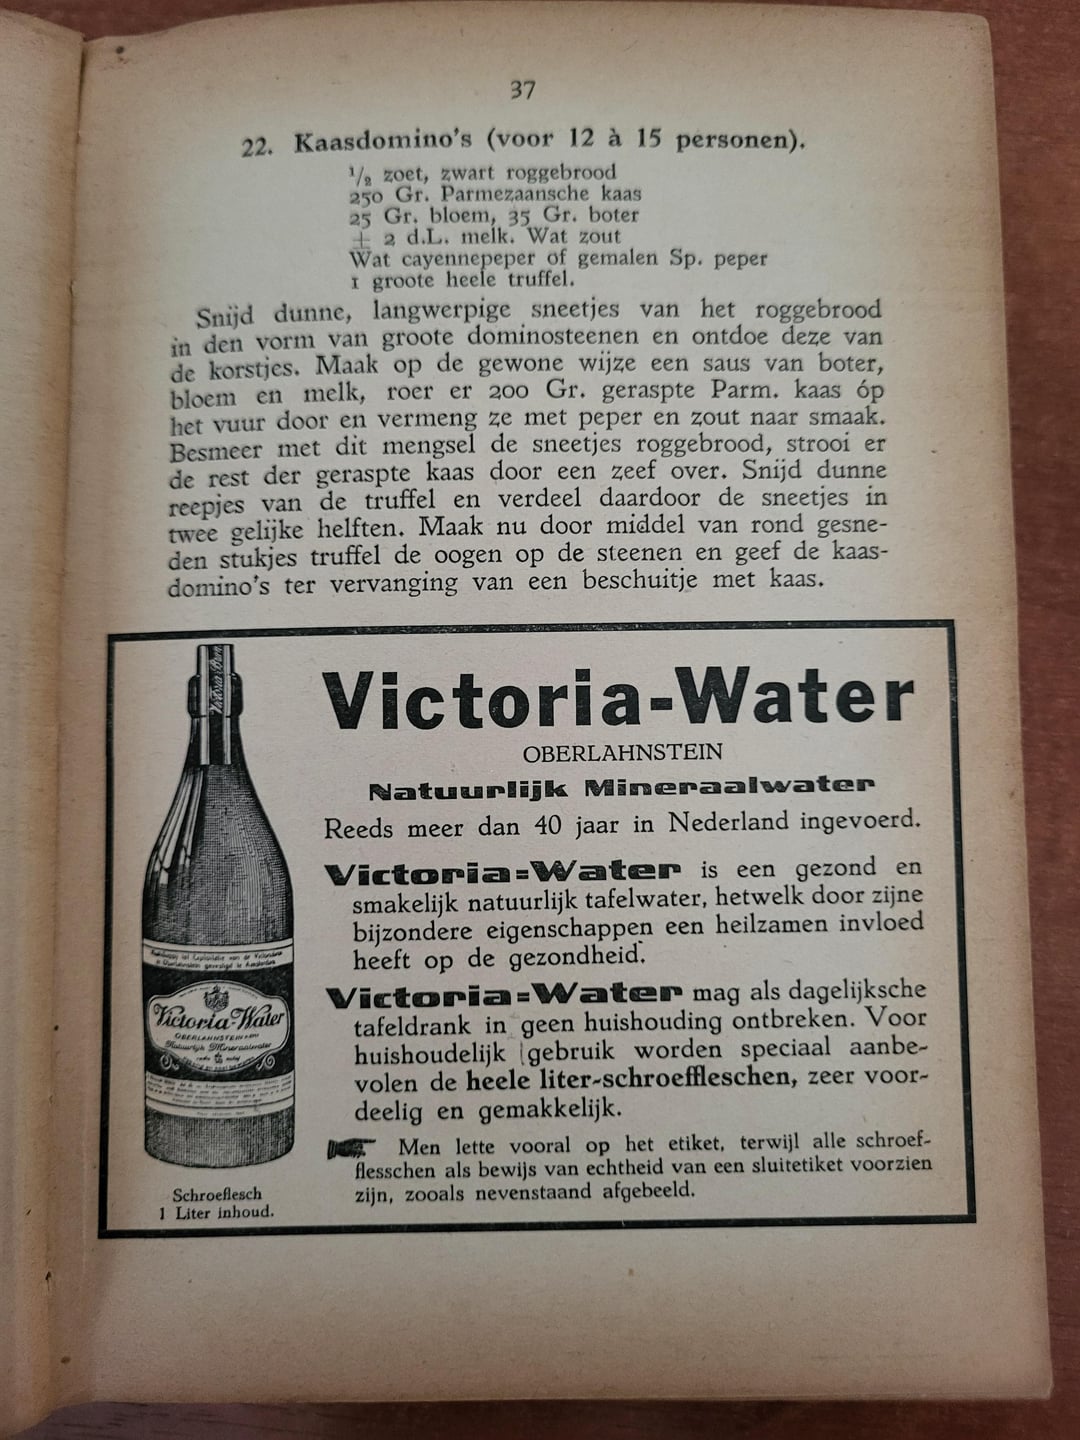 37
22. Kaasdomino's (voor 12 à 15 personen).
1/2 zoet, zwart roggebrood
250 Gr. Parmezaansche kaas
25 Gr. bloem, 35 Gr. boter
± 2 d.L. melk. Wat zout
Wat cayennepeper of gemalen Sp. peper
1 groote heele truffel.
Snijd dunne, langwerpige sneetjes van het roggebrood
in den vorm van groote dominosteenen en ontdoe deze van
de korstjes. Maak op de gewone wijze een saus van boter,
bloem en melk, roer er 200 Gr. geraspte Parm. kaas óp
het vuur door en vermeng ze met peper en zout naar smaak.
Besmeer met dit mengsel de sneetjes roggebrood, strooi er
de rest der geraspte kaas door een zeef over. Snijd dunne
reepjes van de truffel en verdeel daardoor de sneetjes in
twee gelijke helften. Maak nu door middel van rond gesne-
den stukjes truffel de oogen op de steenen en geef de kaas-
domino's ter vervanging van een beschuitje met kaas.
Victoria-Water
OBERLAHNSTEIN
Natuurlijk Mineraalwater
Reeds meer dan 40 jaar in Nederland ingevoerd.
Victoria=Water is een gezond en
smakelijk natuurlijk tafelwater, hetwelk door zijne
bijzondere eigenschappen een heilzamen invloed
heeft op de gezondheid.
Victoria=Water mag als dagelijksche
tafeldrank in geen huishouding ontbreken. Voor
huishoudelijk gebruik worden speciaal aanbe-
volen de heele liter-schroefflesschen, zeer voor-
deelig en gemakkelijk.
Men lette vooral op het etiket, terwijl alle schroef-
flesschen als bewijs van echtheid van een sluitetiket voorzien
zijn, zooals nevenstaand afgebeeld.
Victoria-Water
OBERLAHNSTEIN
Natuurlijk Mineraalwater
Schroeflesch
1 Liter inhoud.